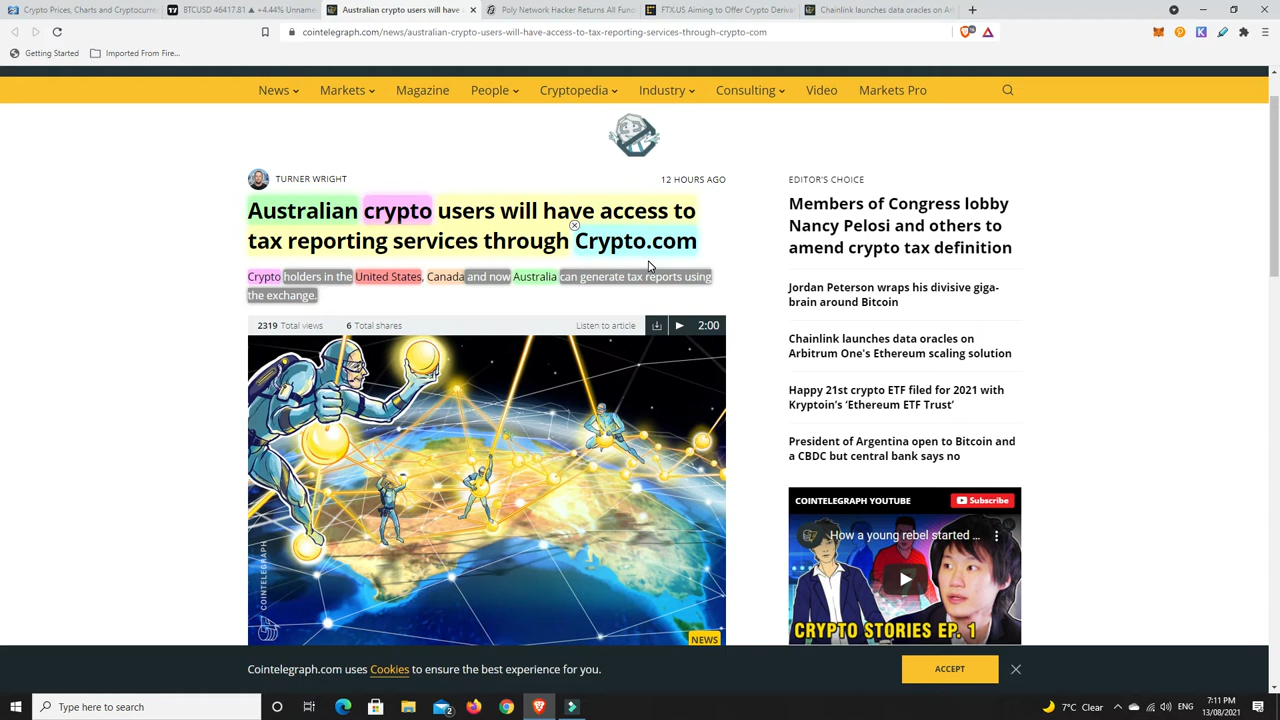 Crypto Prices, Charts and Cryptocurr
BTCUSD 46417.81 ▲ +4.44% Unname
Australian crypto users will have a
Poly Network Hacker Returns All Fun
FTX.US Aiming to Offer Crypto Deriva
Chainlink launches data oracles on Ar
cointelegraph.com/news/australian-crypto-users-will-have-access-to-tax-reporting-services-through-crypto-com
Getting Started
Imported From Fire...
News
Markets
Magazine
People
Cryptopedia
Industry
Consulting
Video
Markets Pro
TURNER WRIGHT
12 HOURS AGO
Australian crypto users will have access to
tax reporting services through Crypto.com
Crypto holders in the United States, Canada and now Australia can generate tax reports using
the exchange.
2319 Total views
6 Total shares
Listen to article
2:00
COINTELEGRAPH
NEWS
EDITOR'S CHOICE
Members of Congress lobby
Nancy Pelosi and others to
amend crypto tax definition
Jordan Peterson wraps his divisive giga-
brain around Bitcoin
Chainlink launches data oracles on
Arbitrum One's Ethereum scaling solution
Happy 21st crypto ETF filed for 2021 with
Kryptoin's ‘Ethereum ETF Trust’
President of Argentina open to Bitcoin and
a CBDC but central bank says no
COINTELEGRAPH YOUTUBE
Subscribe
How a young rebel started ...
CRYPTO STORIES EP. 1
Cointelegraph.com uses Cookies to ensure the best experience for you.
ACCEPT
Type here to search
2
7°C Clear
ENG
7:11 PM
13/08/2021